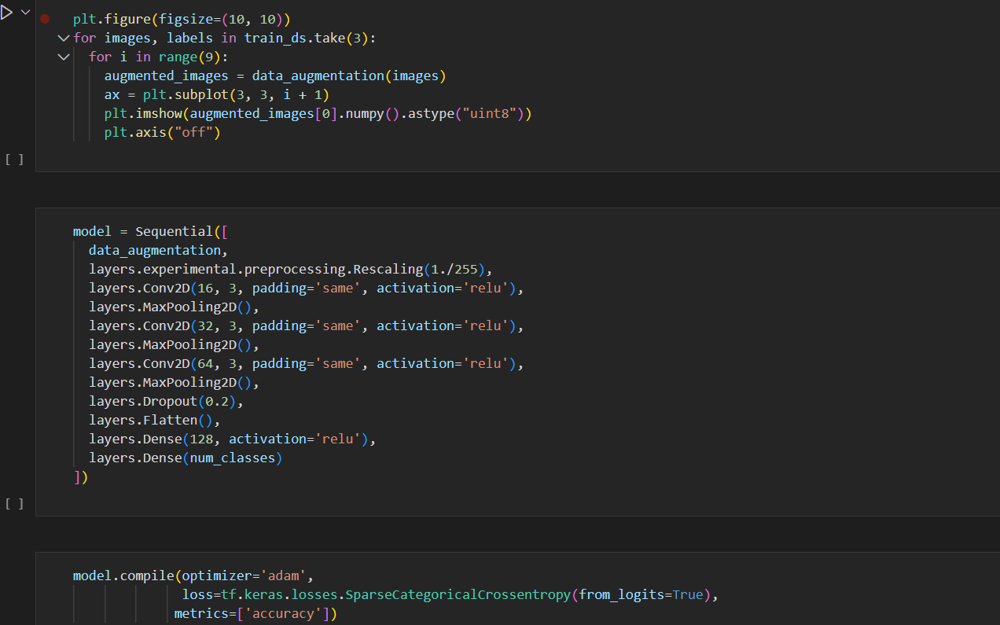 plt.figure(figsize=(10, 10))
for images, labels in train_ds.take(3):
  for i in range(9):
    augmented_images = data_augmentation(images)
    ax = plt.subplot(3, 3, i + 1)
    plt.imshow(augmented_images[0].numpy().astype("uint8"))
    plt.axis("off")
[ ]
model = Sequential([
  data_augmentation,
  layers.experimental.preprocessing.Rescaling(1./255),
  layers.Conv2D(16, 3, padding='same', activation='relu'),
  layers.MaxPooling2D(),
  layers.Conv2D(32, 3, padding='same', activation='relu'),
  layers.MaxPooling2D(),
  layers.Conv2D(64, 3, padding='same', activation='relu'),
  layers.MaxPooling2D(),
  layers.Dropout(0.2),
  layers.Flatten(),
  layers.Dense(128, activation='relu'),
  layers.Dense(num_classes)
])
[ ]
model.compile(optimizer='adam',
              loss=tf.keras.losses.SparseCategoricalCrossentropy(from_logits=True),
             metrics=['accuracy'])